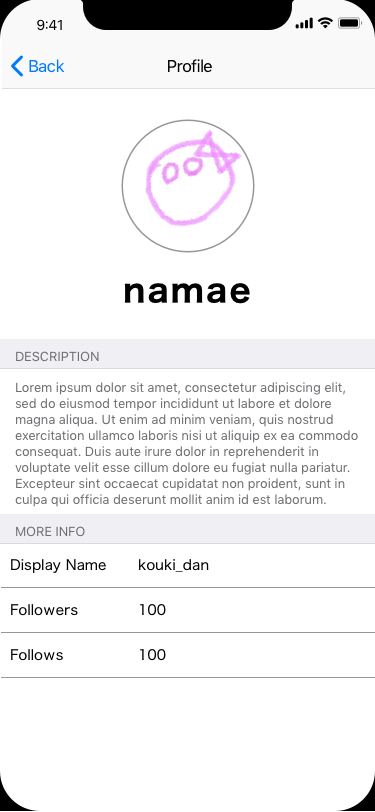 9:41
Back
Profile
namae
DESCRIPTION
Lorem ipsum dolor sit amet, consectetur adipiscing elit,
sed do eiusmod tempor incididunt ut labore et dolore
magna aliqua. Ut enim ad minim veniam, quis nostrud
exercitation ullamco laboris nisi ut aliquip ex ea commodo
consequat. Duis aute irure dolor in reprehenderit in
voluptate velit esse cillum dolore eu fugiat nulla pariatur.
Excepteur sint occaecat cupidatat non proident, sunt in
culpa qui officia deserunt mollit anim id est laborum.
MORE INFO
Display Name kouki_dan
Followers 100
Follows 100